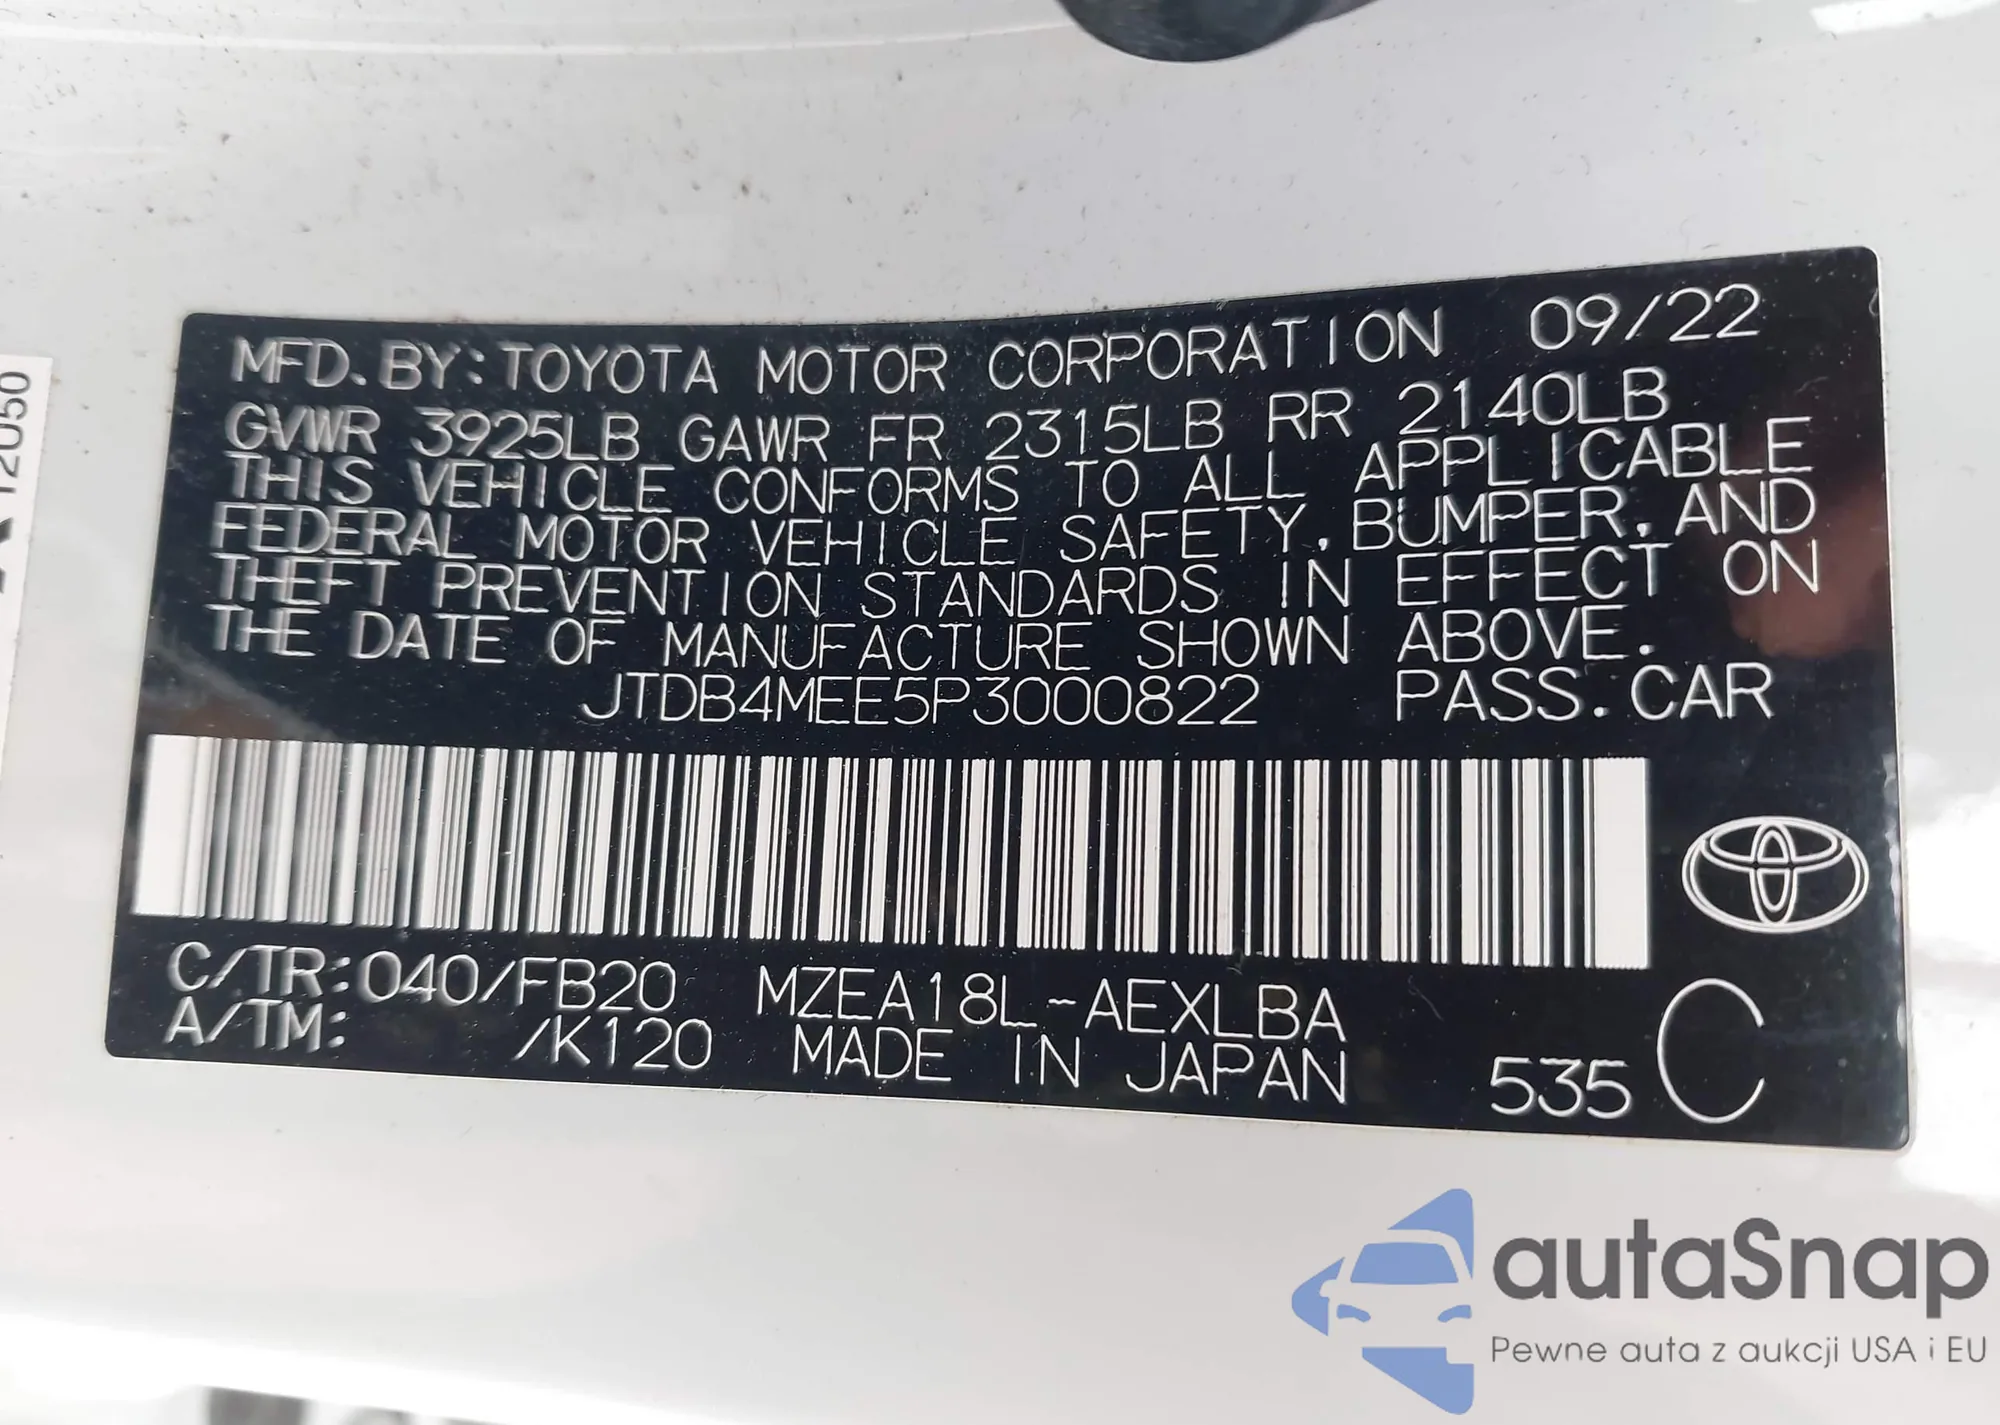 MFD. BY: TOYOTA MOTOR CORPORATION 09/22
GVWR 3925LB GAWR FR 2315LB RR 2140LB
THIS VEHICLE CONFORMS TO ALL APPLICABLE
FEDERAL MOTOR VEHICLE SAFETY, BUMPER, AND
THEFT PREVENTION STANDARDS IN EFFECT ON
THE DATE OF MANUFACTURE SHOWN ABOVE.
JTDB4MEE5P3000822 PASS. CAR
C/TR: 040/FB20 MZEA18L-AEXLBA
A/TM: /K120 MADE IN JAPAN 535 C
12050
autaSnap
Pewne auta z aukcji USA i EU